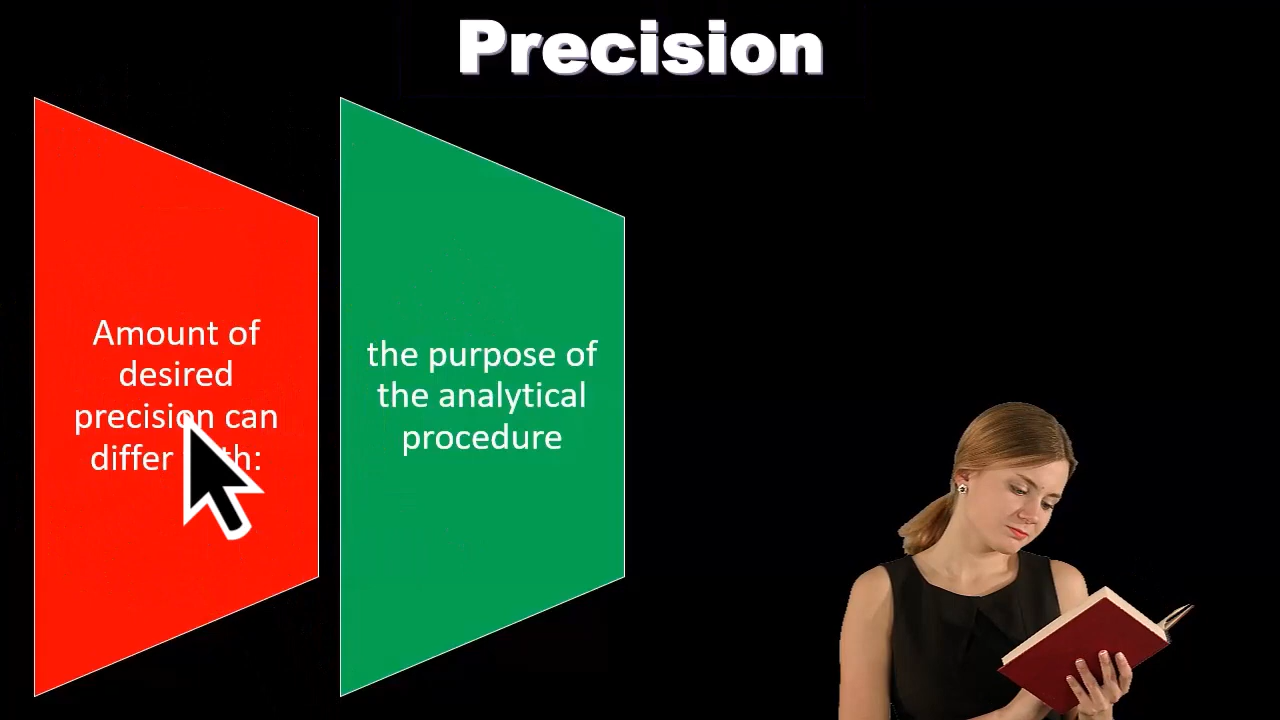 Precision
Amount of
desired
precision can
differ
the purpose of
the analytical
procedure